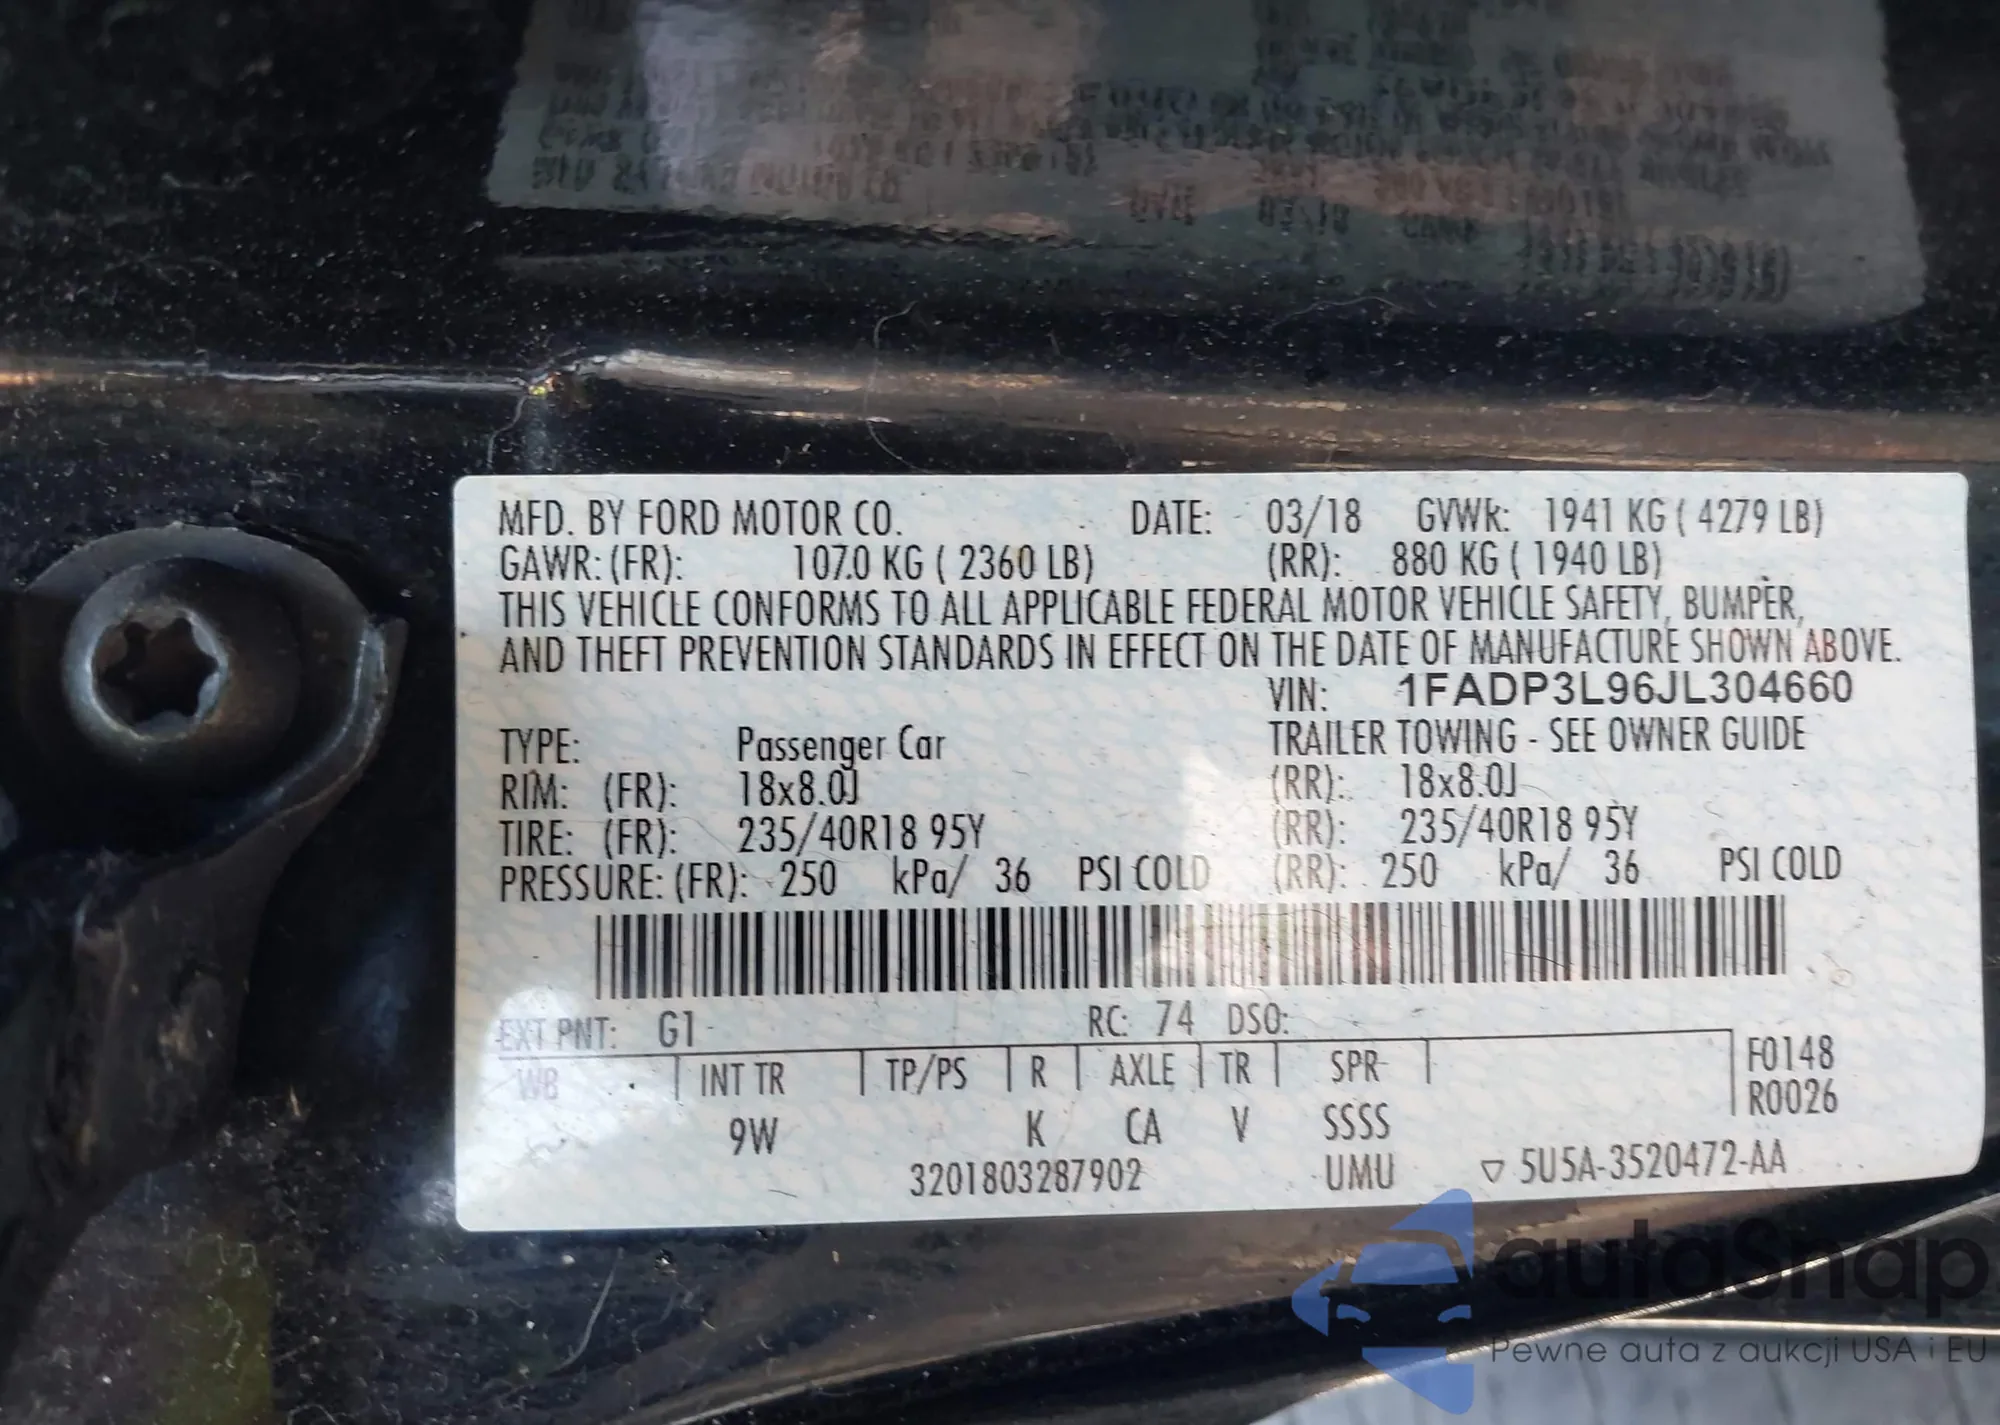 MFD. BY FORD MOTOR CO. DATE: 03/18 GVWR: 1941 KG ( 4279 LB)
GAWR: (FR): 1070 KG ( 2360 LB) (RR): 880 KG ( 1940 LB)
THIS VEHICLE CONFORMS TO ALL APPLICABLE FEDERAL MOTOR VEHICLE SAFETY, BUMPER,
AND THEFT PREVENTION STANDARDS IN EFFECT ON THE DATE OF MANUFACTURE SHOWN ABOVE.
VIN: 1FADP3L96JL304660
TYPE: Passenger Car TRAILER TOWING - SEE OWNER GUIDE
RIM: (FR): 18x8.0J (RR): 18x8.0J
TIRE: (FR): 235/40R18 95Y (RR): 235/40R18 95Y
PRESSURE: (FR): 250 kPa/ 36 PSI COLD (RR): 250 kPa/ 36 PSI COLD
EXT PNT: G1 RC: 74 DSO:
WB INT TR TP/PS R AXLE TR SPR F0148
R0026
9W K CA V SSSS
3201803287902 UMU ▽ 5U5A-3520472-AA
autaSnap
Pewne auta z aukcji USA i EU